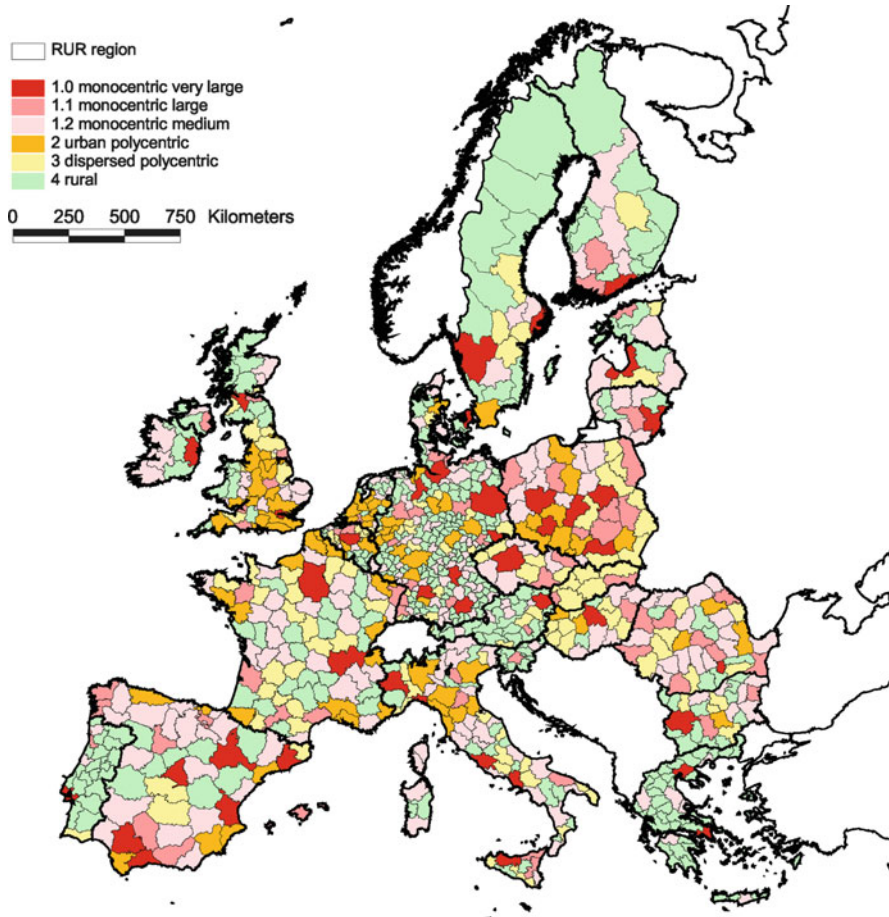 RUR region
1.0 monocentric very large
1.1 monocentric large
1.2 monocentric medium
2 urban polycentric
3 dispersed polycentric
4 rural
0 250 500 750 Kilometers